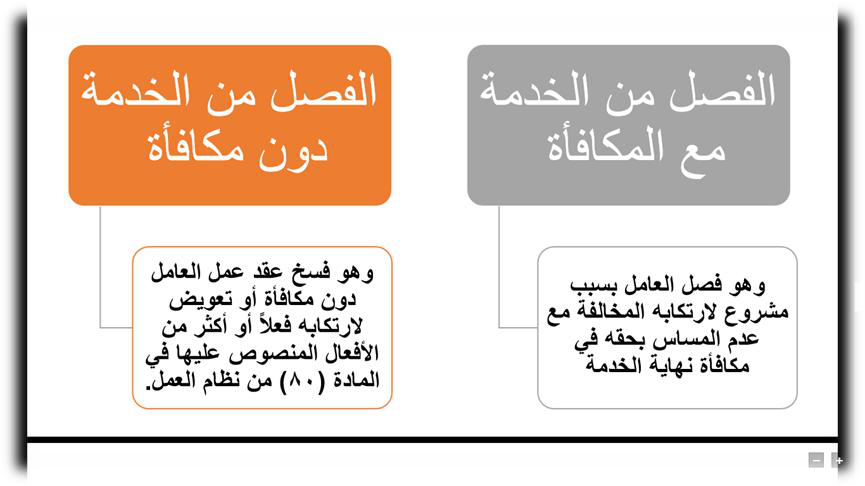 الفصل من الخدمة
مع المكافأة
وهو فصل العامل بسبب
مشروع لارتكابه المخالفة مع
عدم المساس بحقه في
مكافأة نهاية الخدمة
الفصل من الخدمة
دون مكافأة
وهو فسخ عقد عمل العامل
دون مكافأة أو تعويض
لارتكابه فعلاً أو أكثر من
الأفعال المنصوص عليها في
المادة (٨٠) من نظام العمل.